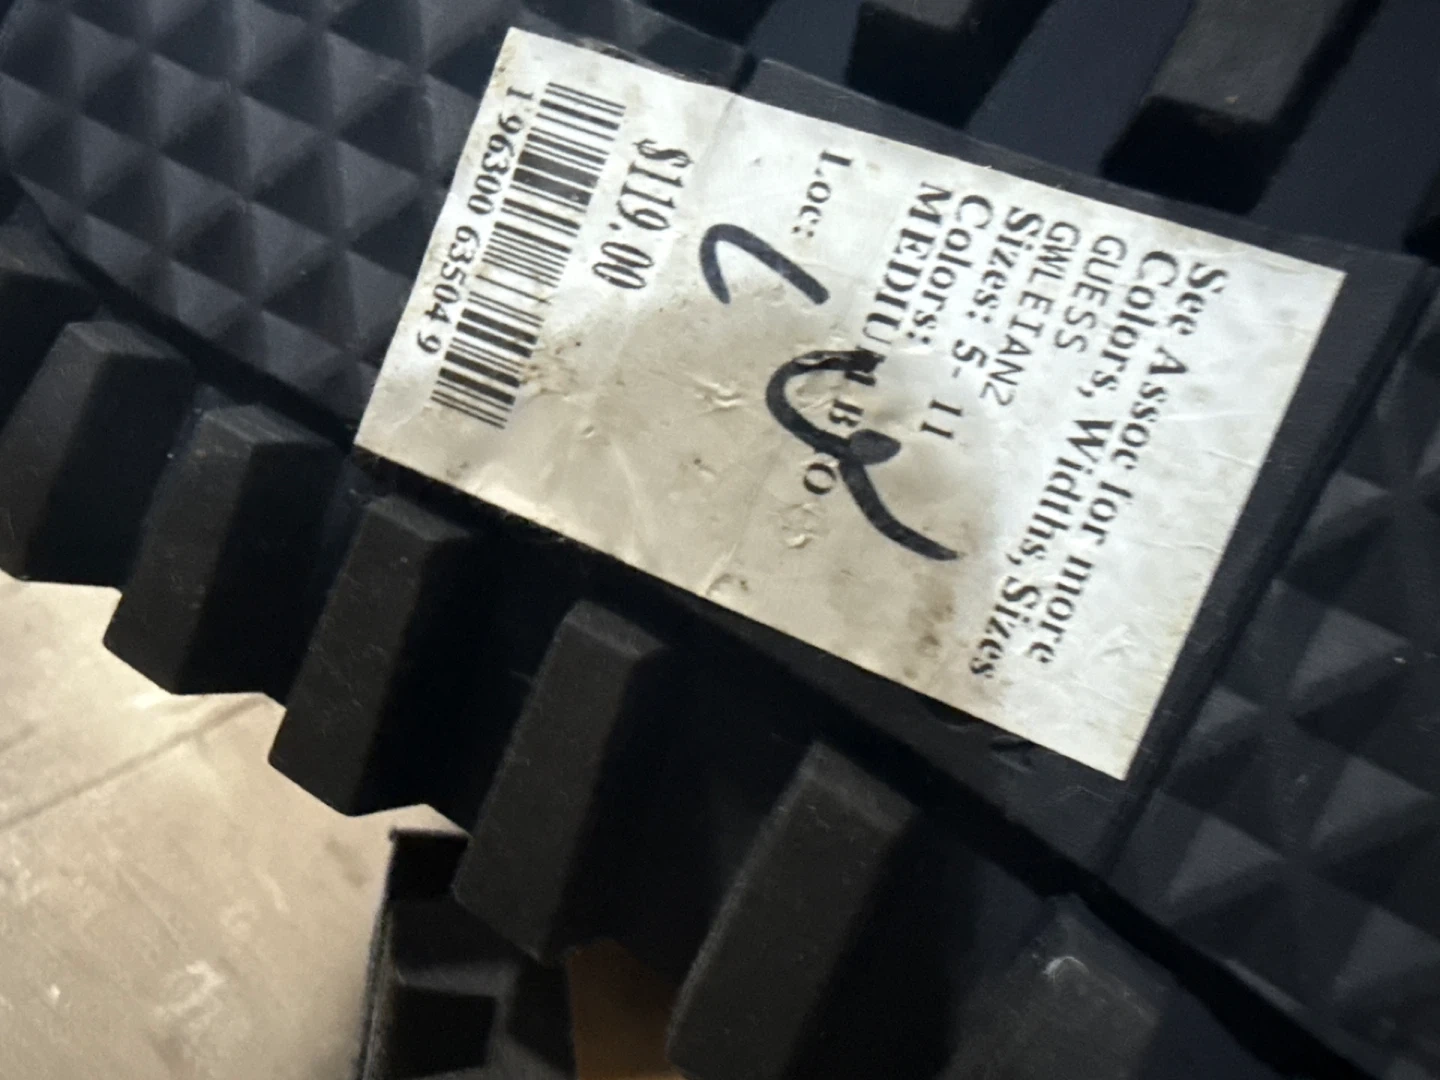 See Assoc for more
Colors, Widths, Sizes
GUESS
GWLEIANZ
Sizes: 5- 11
Colors:
MEDIUM B
Loc:
$119.00
1 96300 63504 9